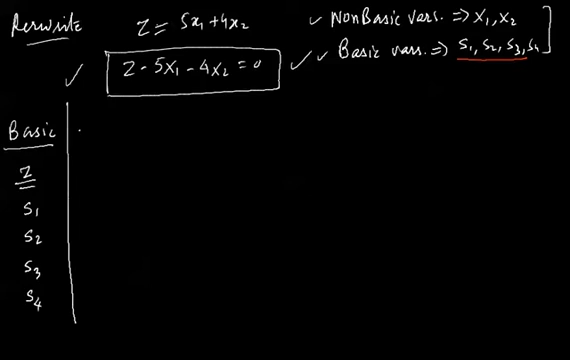 Rerwrite Z = 5x1 + 4x2
Z - 5x1 - 4x2 = 0
✓ NonBasic vars. => x1, x2
✓ Basic vars. => s1, s2, s3, s4
Basic
Z
s1
s2
s3
s4